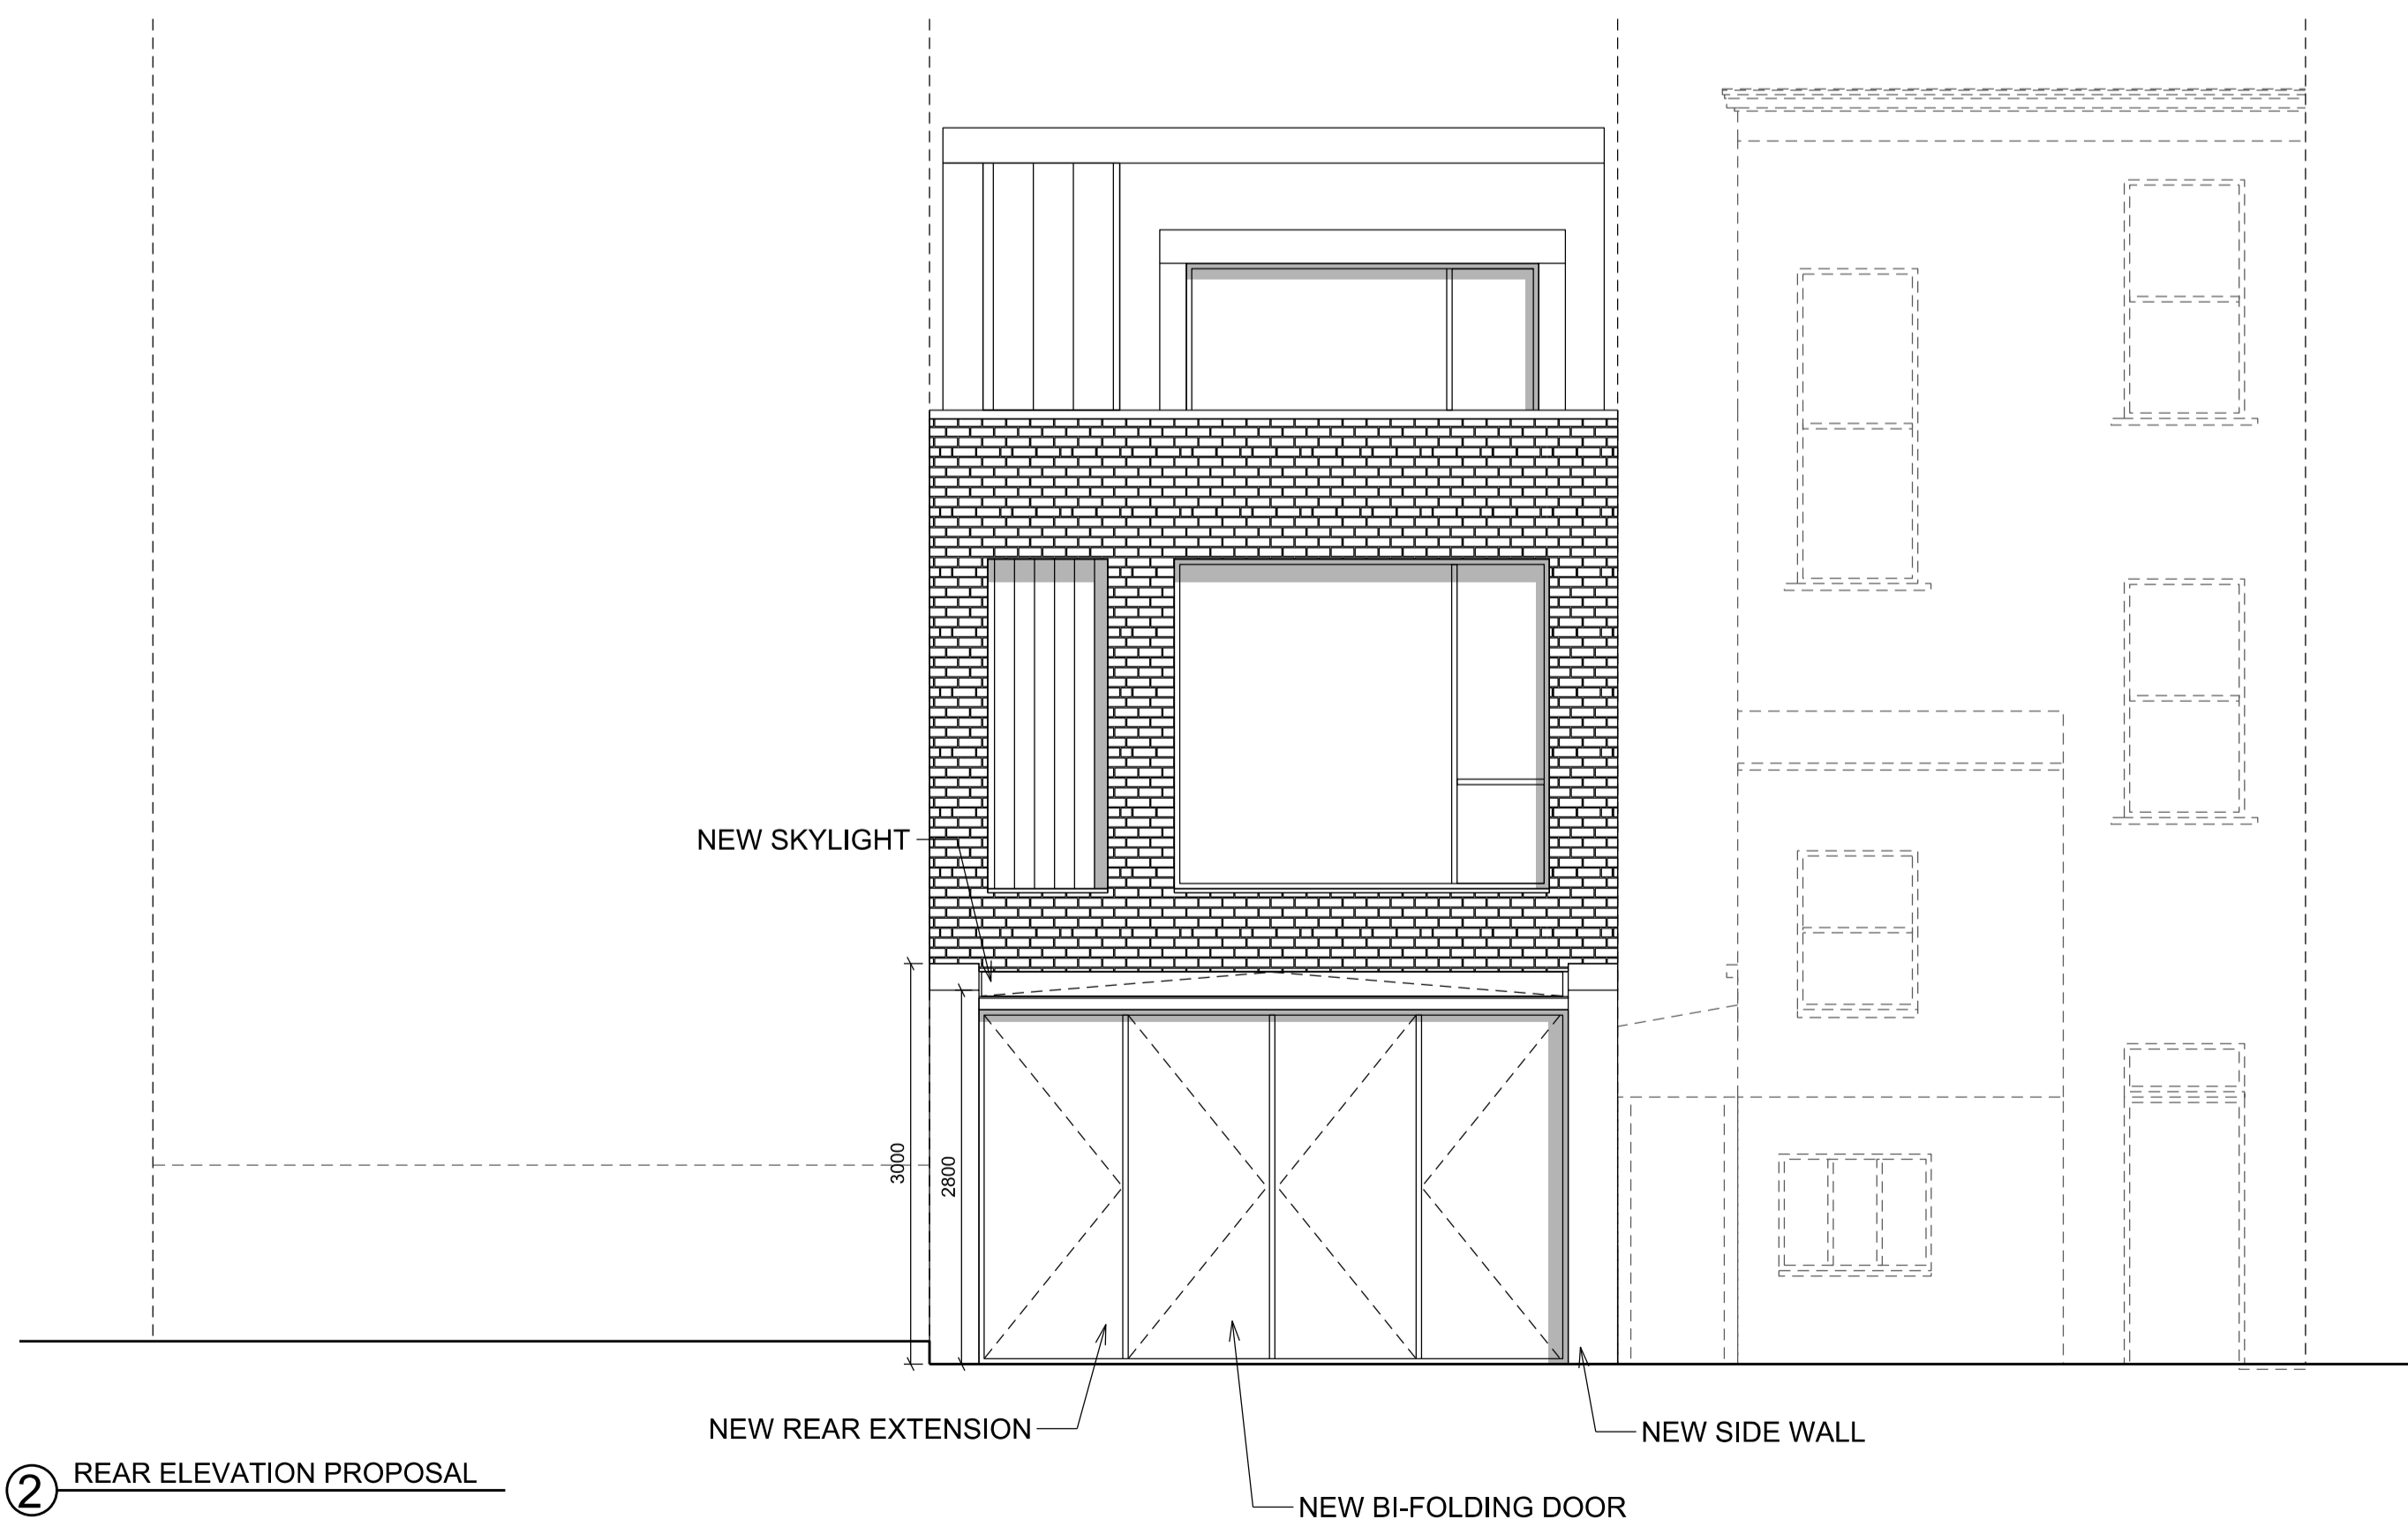 NEW SKYLIGHT
3000
2800
NEW REAR EXTENSION
NEW SIDE WALL
NEW BI-FOLDING DOOR
2
REAR ELEVATION PROPOSAL